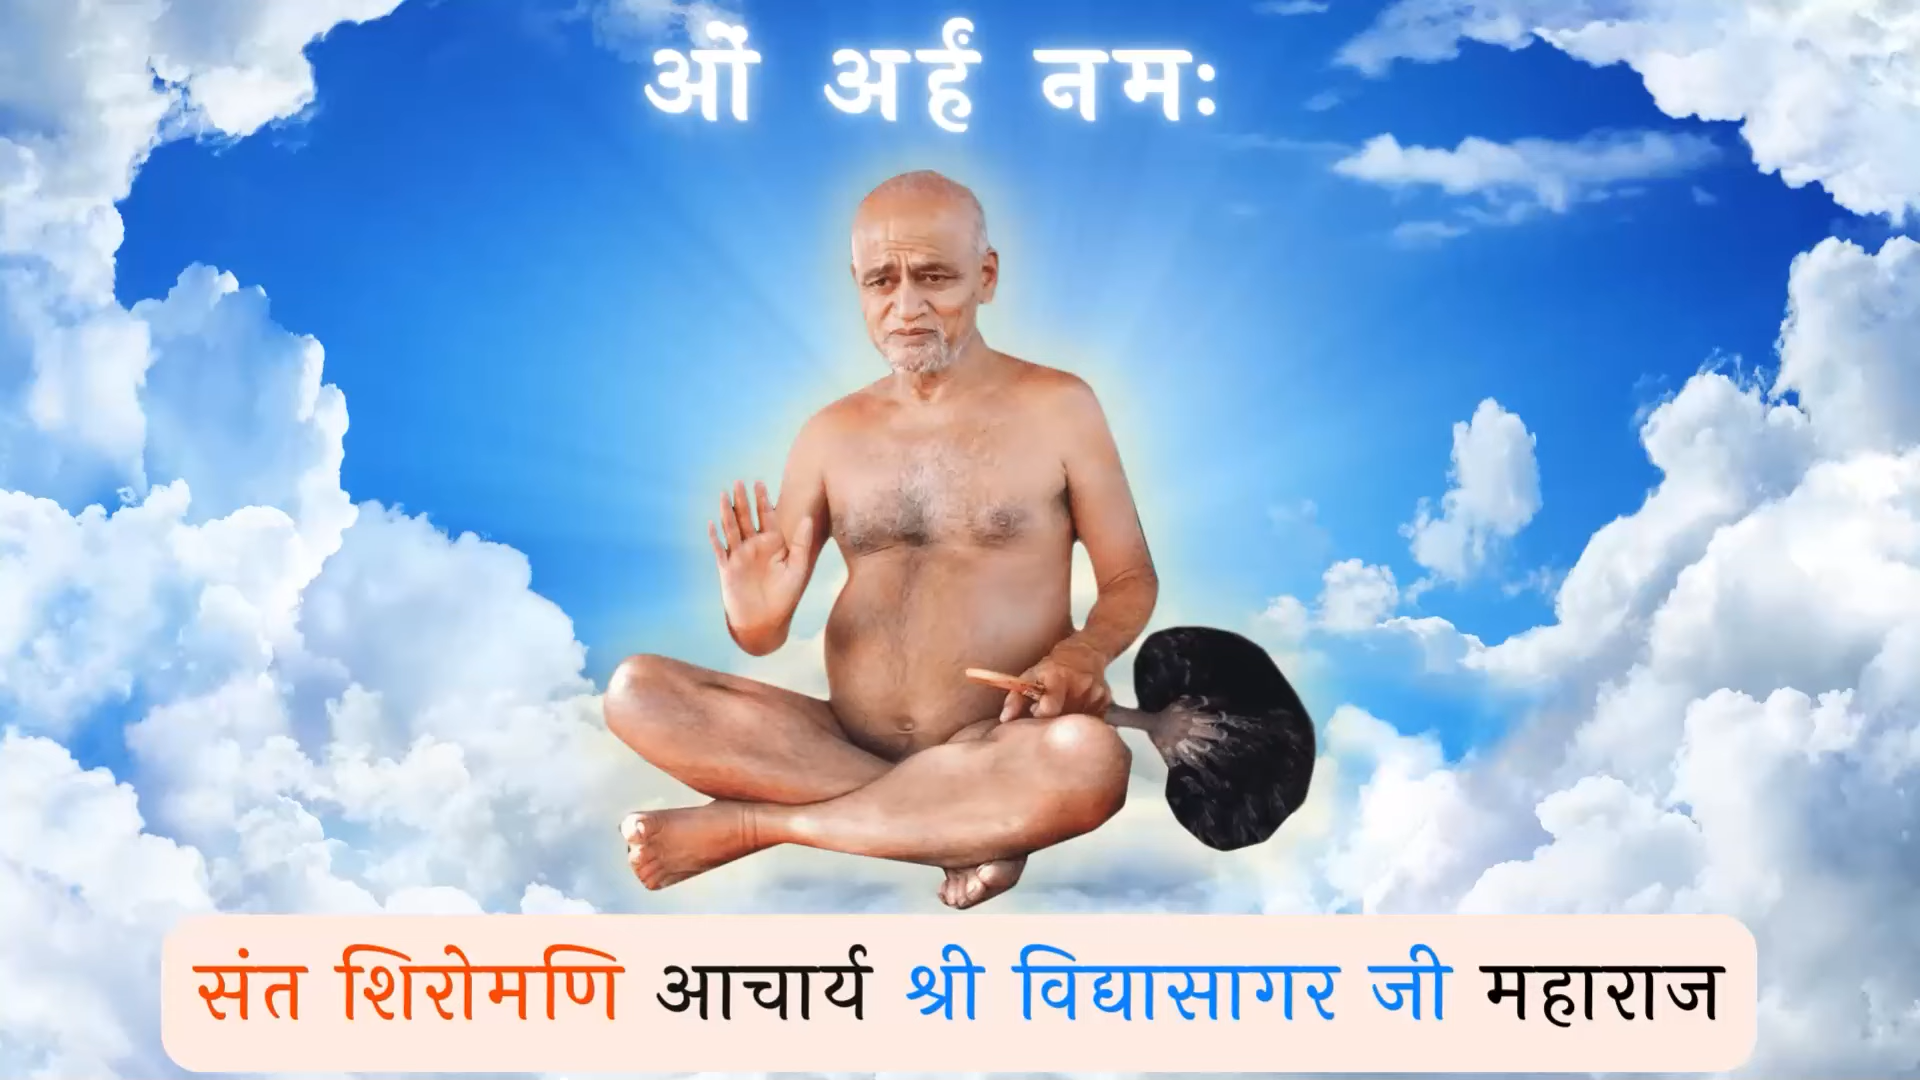 ओं अर्हं नमः
संत शिरोमणि आचार्य श्री विद्यासागर जी महाराज